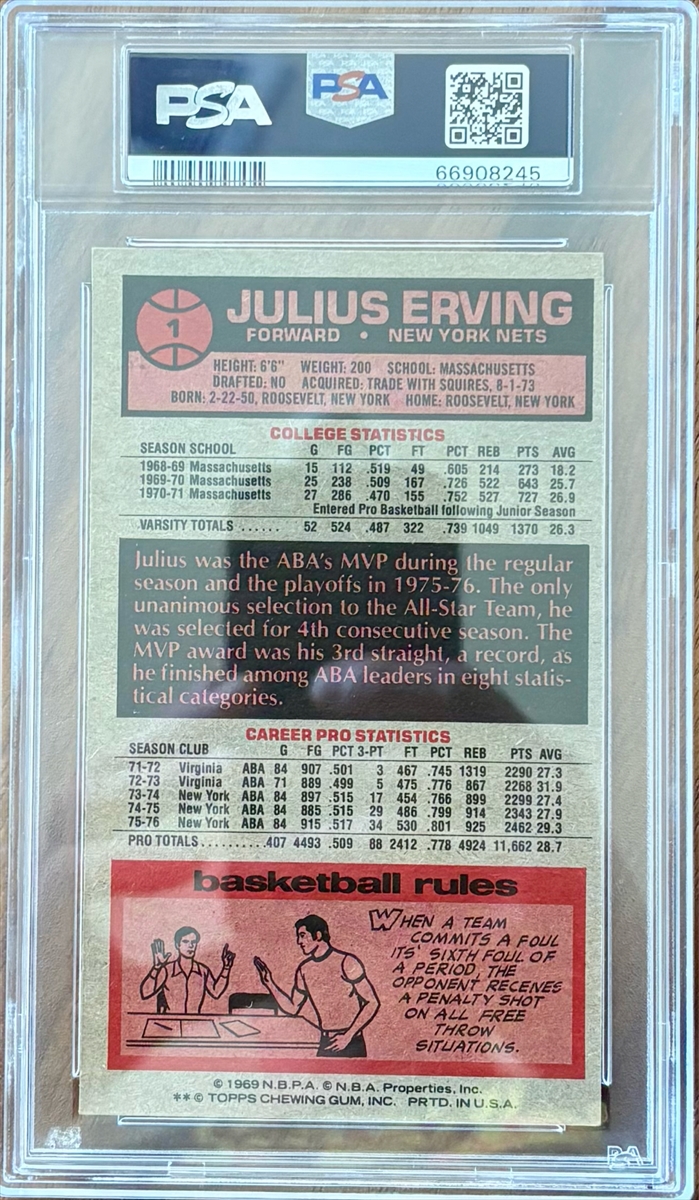 PSA PSA
66908245
1
JULIUS ERVING
FORWARD • NEW YORK NETS
HEIGHT: 6'6" WEIGHT: 200 SCHOOL: MASSACHUSETTS
DRAFTED: NO ACQUIRED: TRADE WITH SQUIRES, 8-1-73
BORN: 2-22-50, ROOSEVELT, NEW YORK HOME: ROOSEVELT, NEW YORK
COLLEGE STATISTICS
SEASON SCHOOL G FG PCT FT PCT REB PTS AVG
1968-69 Massachusetts 15 112 .519 49 .605 214 273 18.2
1969-70 Massachusetts 25 238 .509 167 .726 522 643 25.7
1970-71 Massachusetts 27 286 .470 155 .752 527 727 26.9
Entered Pro Basketball following Junior Season
VARSITY TOTALS ...... 52 524 .487 322 .739 1049 1370 26.3
Julius was the ABA's MVP during the regular
season and the playoffs in 1975-76. The only
unanimous selection to the All-Star Team, he
was selected for 4th consecutive season. The
MVP award was his 3rd straight, a record, as
he finished among ABA leaders in eight statis-
tical categories.
CAREER PRO STATISTICS
SEASON CLUB G FG PCT 3-PT FT PCT REB PTS AVG
71-72 Virginia ABA 84 907 .501 3 467 .745 1319 2290 27.3
72-73 Virginia ABA 71 889 .499 5 475 .776 867 2268 31.9
73-74 New York ABA 84 897 .515 17 454 .766 899 2299 27.4
74-75 New York ABA 84 885 .515 29 486 .799 914 2343 27.9
75-76 New York ABA 84 915 .517 34 530 .801 925 2462 29.3
PRO TOTALS.......... 407 4493 .509 88 2412 .778 4924 11,662 28.7
basketball rules
WHEN A TEAM
COMMITS A FOUL
ITS' SIXTH FOUL OF
A PERIOD, THE
OPPONENT RECEIVES
A PENALTY SHOT
ON ALL FREE
THROW
SITUATIONS.
© 1969 N.B.P.A. © N.B.A. Properties, Inc.
** © TOPPS CHEWING GUM, INC. PRTD. IN U.S.A.
PSA